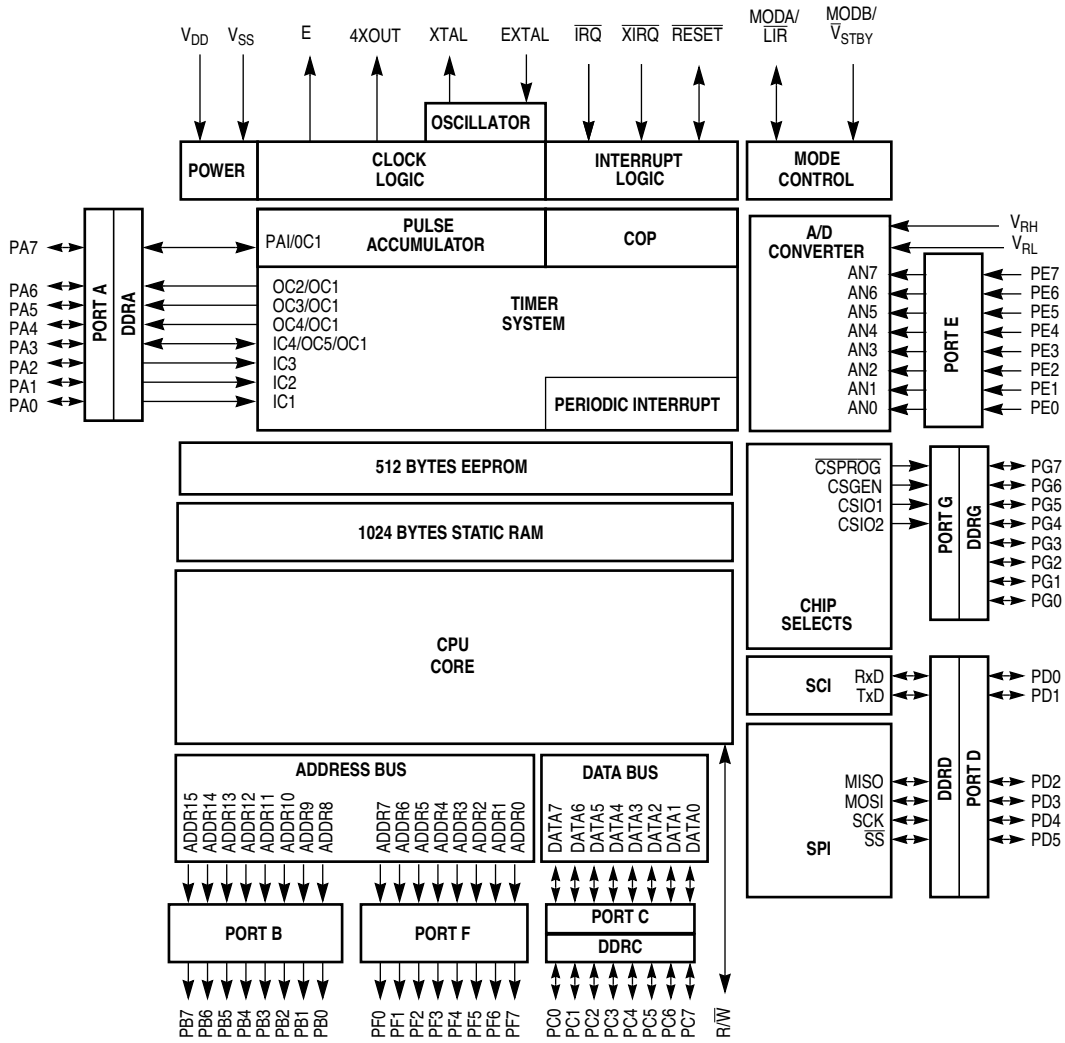 VDD VSS E 4XOUT XTAL EXTAL IRQ XIRQ RESET MODA/ LIR MODB/ VSTBY
OSCILLATOR
POWER
CLOCK
LOGIC
INTERRUPT
LOGIC
MODE
CONTROL
PA7
PA6
PA5
PA4
PA3
PA2
PA1
PA0
PORT A
DDRA
PAI/0C1
PULSE
ACCUMULATOR
COP
OC2/OC1
OC3/OC1
OC4/OC1
IC4/OC5/OC1
IC3
IC2
IC1
TIMER
SYSTEM
PERIODIC INTERRUPT
A/D
CONVERTER
VRH
VRL
AN7
AN6
AN5
AN4
AN3
AN2
AN1
AN0
PORT E
PE7
PE6
PE5
PE4
PE3
PE2
PE1
PE0
512 BYTES EEPROM
1024 BYTES STATIC RAM
CPU
CORE
CSPROG
CSGEN
CSIO1
CSIO2
CHIP
SELECTS
PORT G
DDRG
PG7
PG6
PG5
PG4
PG3
PG2
PG1
PG0
SCI
RxD
TxD
SPI
MISO
MOSI
SCK
SS
DDRD
PORT D
PD0
PD1
PD2
PD3
PD4
PD5
ADDRESS BUS
ADDR15
ADDR14
ADDR13
ADDR12
ADDR11
ADDR10
ADDR9
ADDR8
ADDR7
ADDR6
ADDR5
ADDR4
ADDR3
ADDR2
ADDR1
ADDR0
DATA BUS
DATA7
DATA6
DATA5
DATA4
DATA3
DATA2
DATA1
DATA0
PORT B
PORT F
PORT C
DDRC
PB7
PB6
PB5
PB4
PB3
PB2
PB1
PB0
PF0
PF1
PF2
PF3
PF4
PF5
PF6
PF7
PC0
PC1
PC2
PC3
PC4
PC5
PC6
PC7
R/W